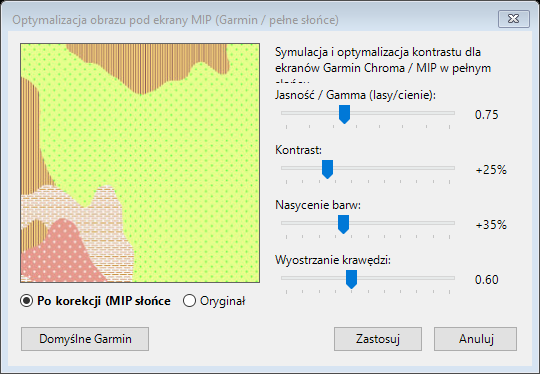 Optymalizacja obrazu pod ekrany MIP (Garmin / pełne słońce)
Symulacja i optymalizacja kontrastu dla
ekranów Garmin Chroma / MIP w pełnym
słońcu
Jasność / Gamma (lasy/cienie):
0.75
Kontrast:
+25%
Nasycenie barw:
+35%
Wyostrzanie krawędzi:
0.60
Po korekcji (MIP słońce
Oryginał
Domyślne Garmin
Zastosuj
Anuluj